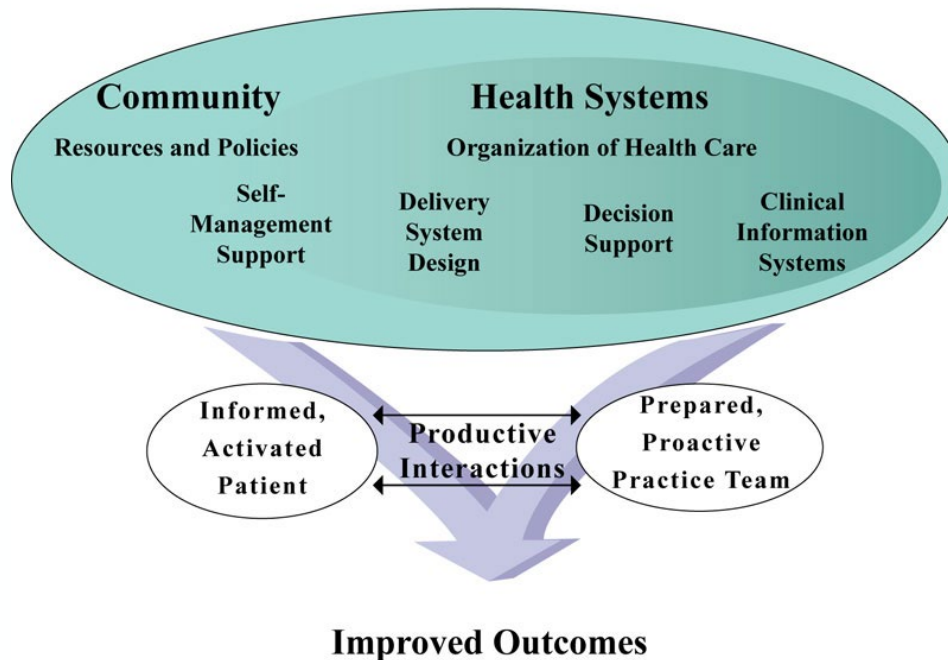 Community
Health Systems
Resources and Policies
Organization of Health Care
Self-
Management
Support
Delivery
System
Design
Decision
Support
Clinical
Information
Systems
Informed,
Activated
Patient
Productive
Interactions
Prepared,
Proactive
Practice Team
Improved Outcomes